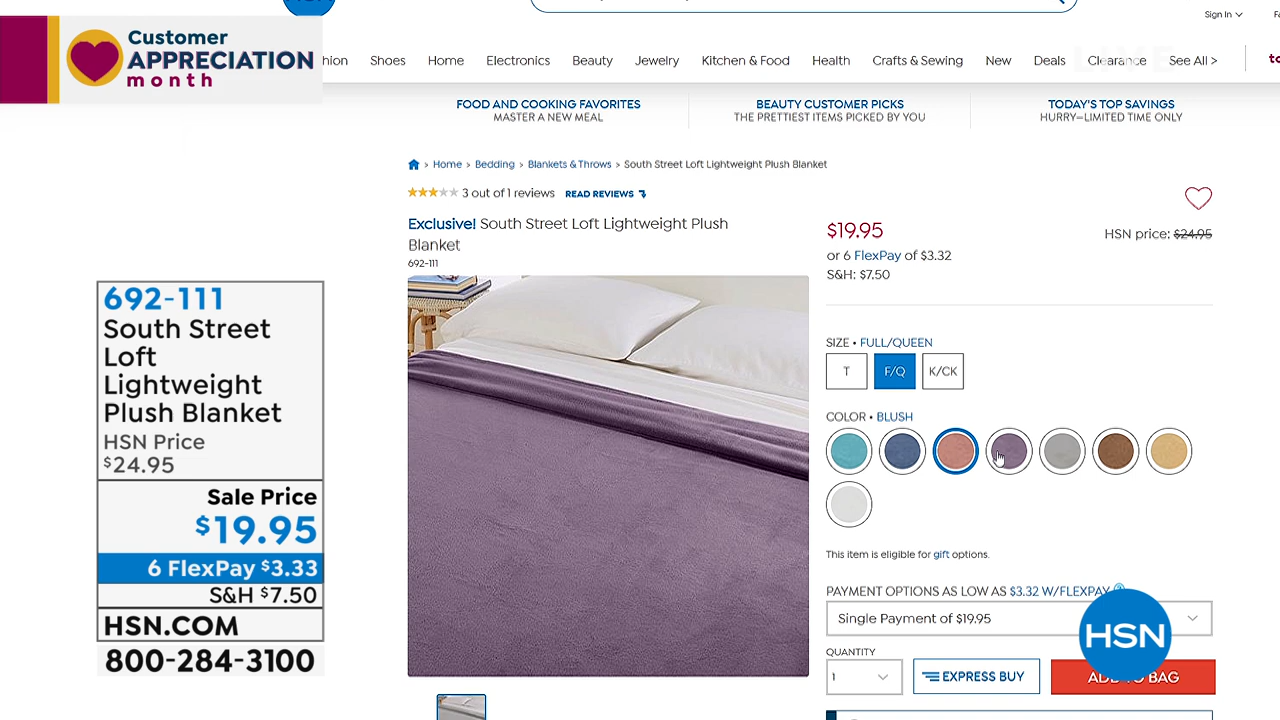 HSN
Sign In
Customer
APPRECIATION
month
Shoes
Home
Electronics
Beauty
Jewelry
Kitchen & Food
Health
Crafts & Sewing
New
Deals
Clearance
See All >
FOOD AND COOKING FAVORITES
MASTER A NEW MEAL
BEAUTY CUSTOMER PICKS
THE PRETTIEST ITEMS PICKED BY YOU
TODAY'S TOP SAVINGS
HURRY–LIMITED TIME ONLY
> Home > Bedding > Blankets & Throws > South Street Loft Lightweight Plush Blanket
3 out of 1 reviews READ REVIEWS
Exclusive! South Street Loft Lightweight Plush
Blanket
692-111
$19.95
HSN price: $24.95
or 6 FlexPay of $3.32
S&H: $7.50
SIZE • FULL/QUEEN
T
F/Q
K/CK
COLOR • BLUSH
This item is eligible for gift options.
PAYMENT OPTIONS AS LOW AS $3.32 W/FLEXPAY
Single Payment of $19.95
QUANTITY
1
EXPRESS BUY
ADD TO BAG
HSN
692-111
South Street
Loft
Lightweight
Plush Blanket
HSN Price
$24.95
Sale Price
$19.95
6 FlexPay $3.33
S&H $7.50
HSN.COM
800-284-3100